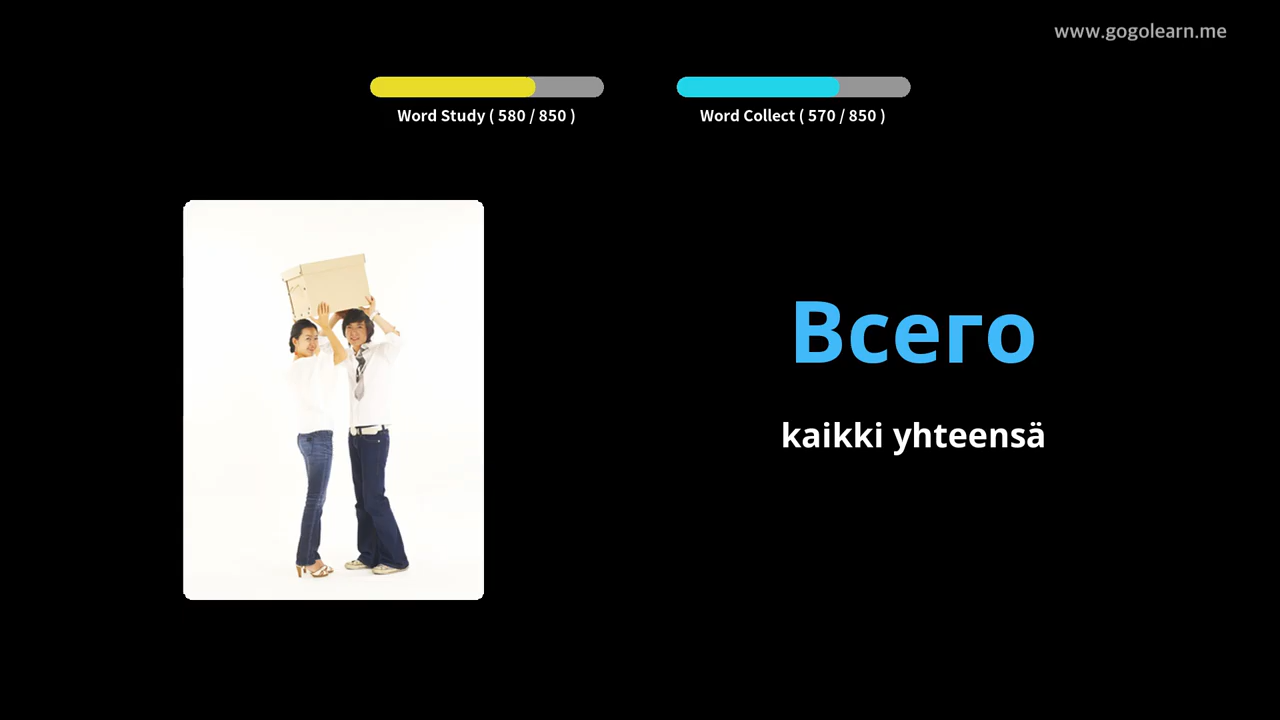 www.gogolearn.me
Word Study ( 580 / 850 )
Word Collect ( 570 / 850 )
Всего
kaikki yhteensä